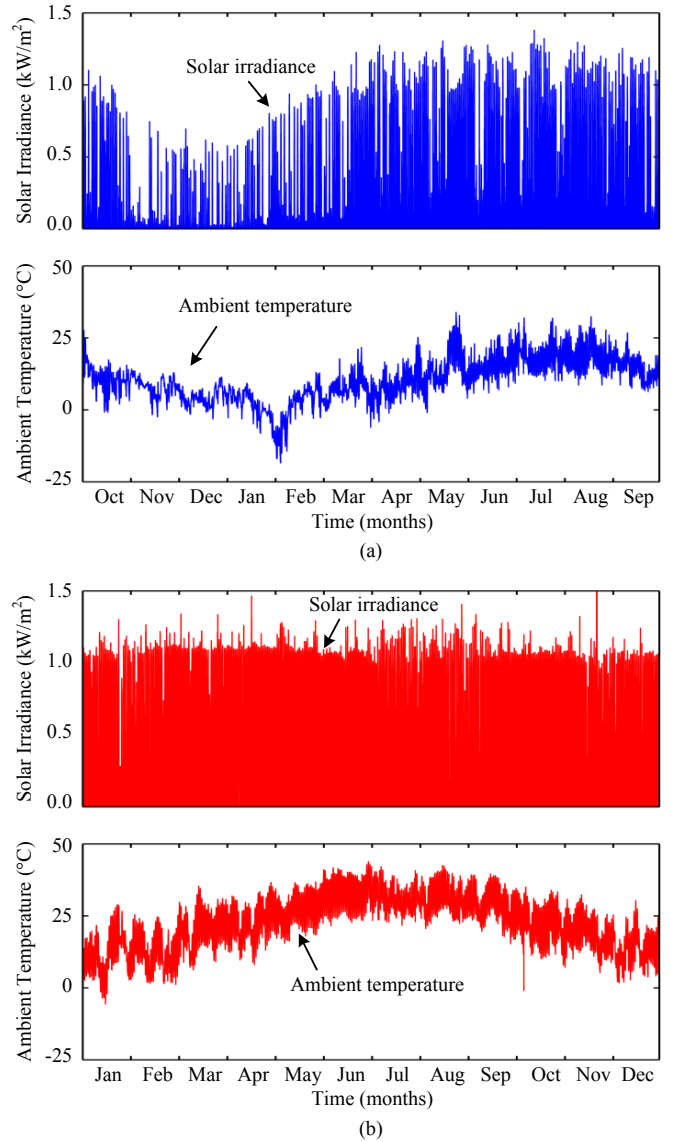 Solar Irradiance (kW/m²)
1.5
1.0
0.5
0.0
Solar irradiance
Ambient Temperature (°C)
50
25
0
-25
Ambient temperature
Oct Nov Dec Jan Feb Mar Apr May Jun Jul Aug Sep
Time (months)
(a)
Solar Irradiance (kW/m²)
1.5
1.0
0.5
0.0
Solar irradiance
Ambient Temperature (°C)
50
25
0
-25
Ambient temperature
Jan Feb Mar Apr May Jun Jul Aug Sep Oct Nov Dec
Time (months)
(b)